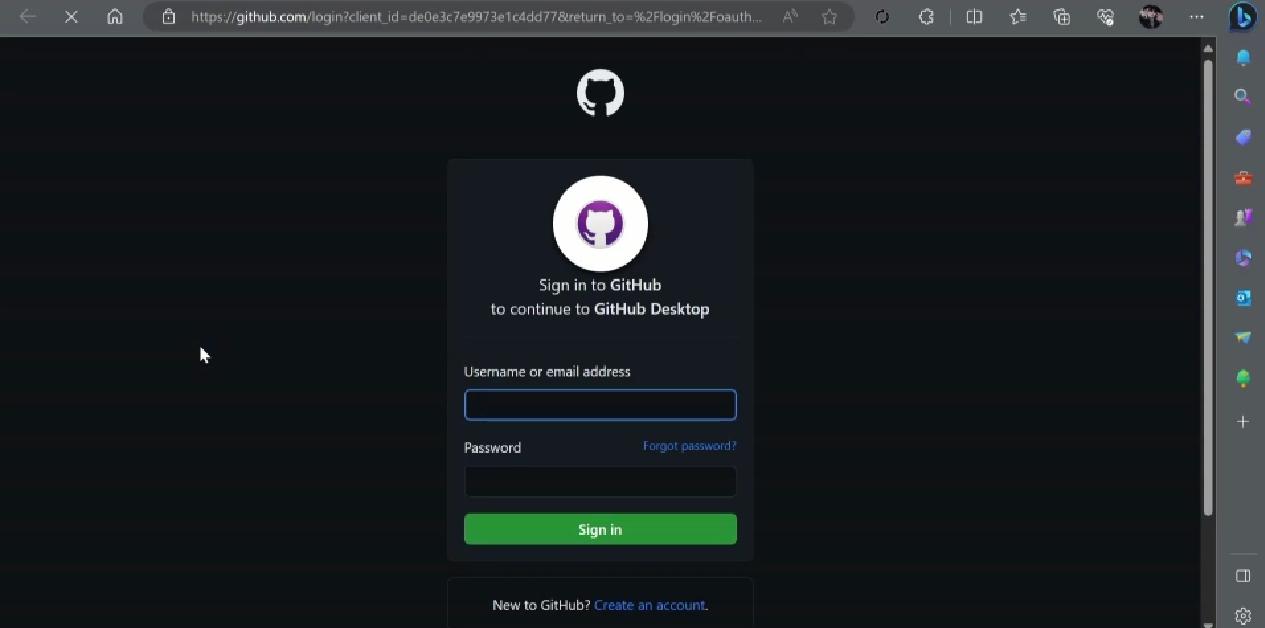 https://github.com/login?client_id=de0e3c7e9973e1c4dd77&return_to=%2Flogin%2Foauth...
Sign in to GitHub
to continue to GitHub Desktop
Username or email address
Password
Forgot password?
Sign in
New to GitHub? Create an account.